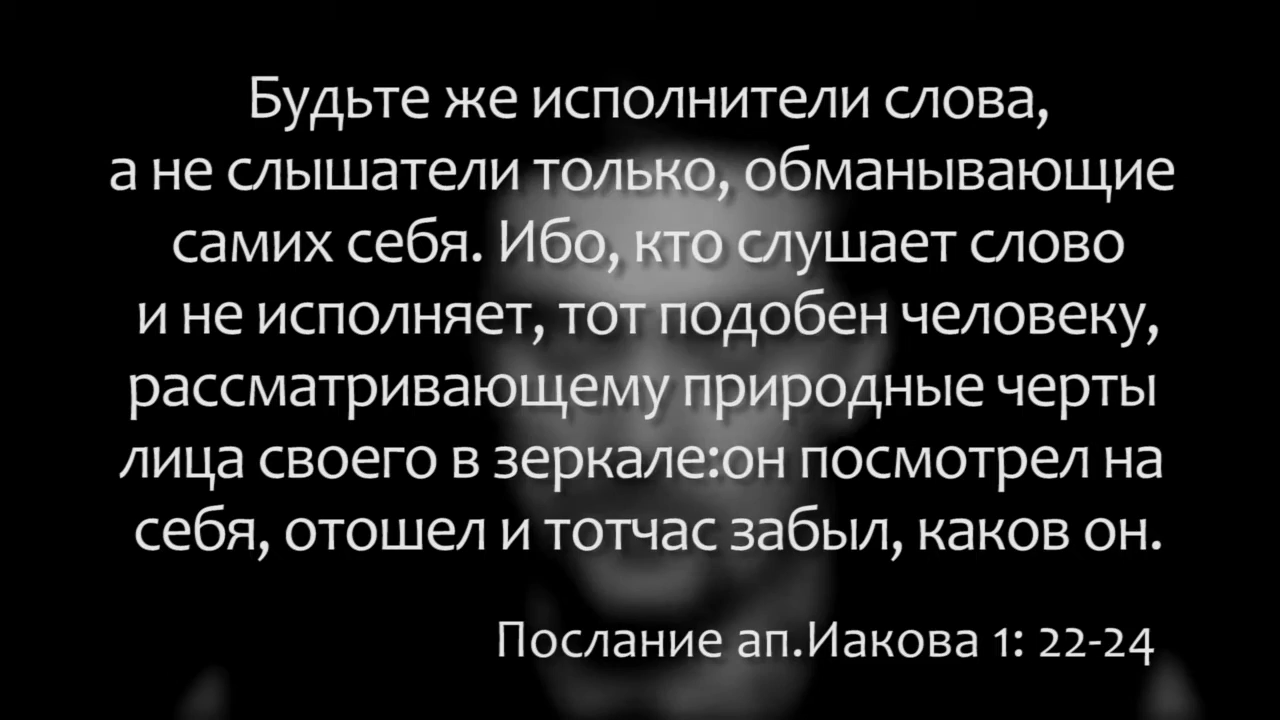 Будьте же исполнители слова,
а не слышатели только, обманывающие
самих себя. Ибо, кто слушает слово
и не исполняет, тот подобен человеку,
рассматривающему природные черты
лица своего в зеркале:он посмотрел на
себя, отошел и тотчас забыл, каков он.
Послание ап.Иакова 1: 22-24